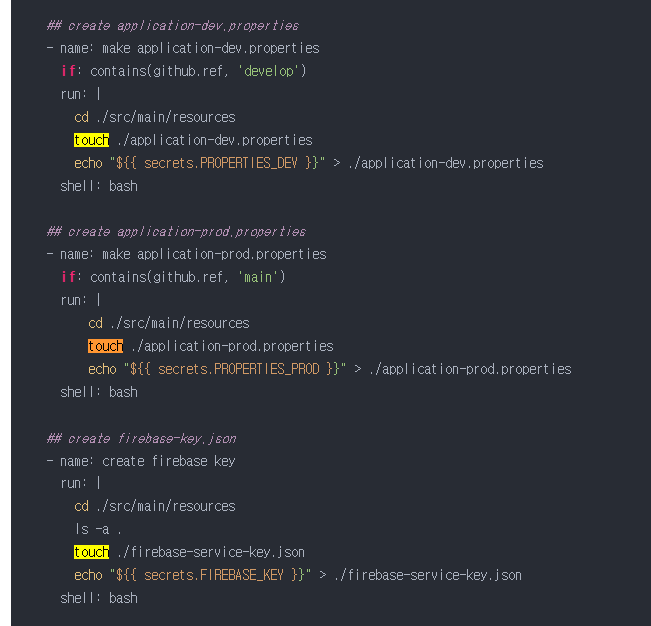 ## create application-dev.properties
- name: make application-dev.properties
  if: contains(github.ref, 'develop')
  run: |
    cd ./src/main/resources
    touch ./application-dev.properties
    echo "${{ secrets.PROPERTIES_DEV }}" > ./application-dev.properties
  shell: bash

## create application-prod.properties
- name: make application-prod.properties
  if: contains(github.ref, 'main')
  run: |
      cd ./src/main/resources
      touch ./application-prod.properties
      echo "${{ secrets.PROPERTIES_PROD }}" > ./application-prod.properties
  shell: bash

## create firebase-key.json
- name: create firebase key
  run: |
    cd ./src/main/resources
    ls -a .
    touch ./firebase-service-key.json
    echo "${{ secrets.FIREBASE_KEY }}" > ./firebase-service-key.json
  shell: bash